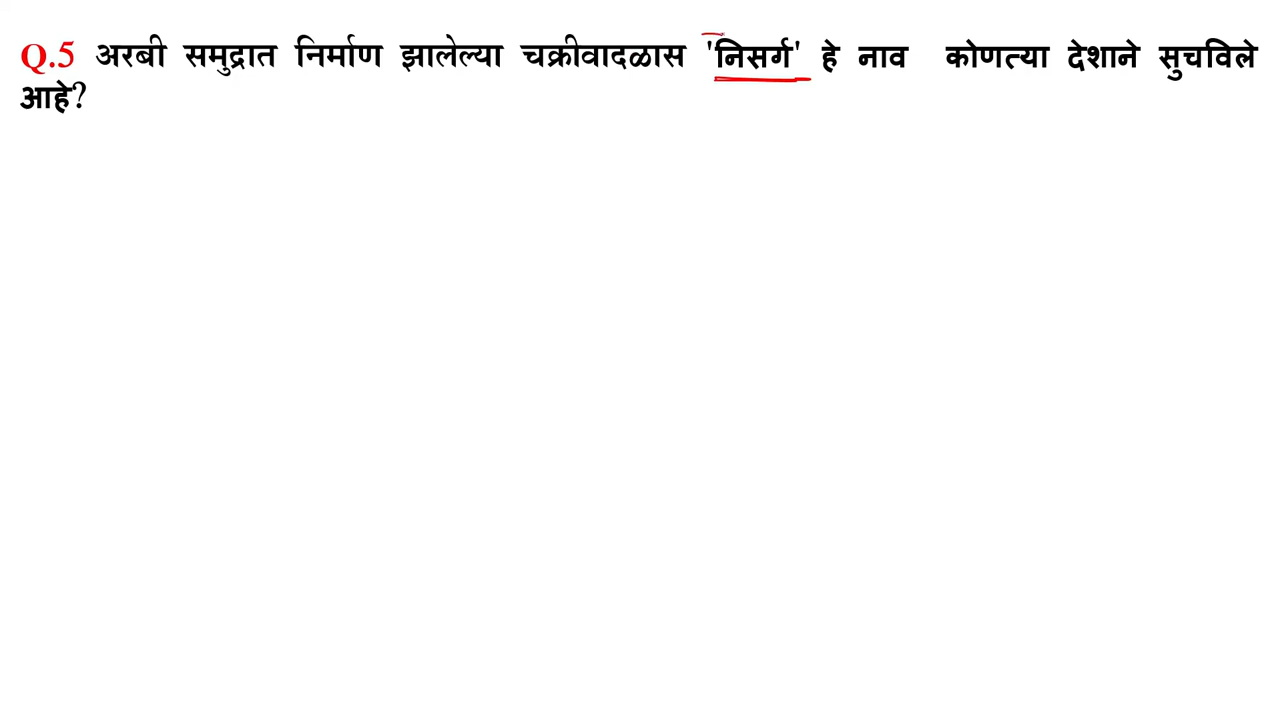 Q.5 अरबी समुद्रात निर्माण झालेल्या चक्रीवादळास 'निसर्ग' हे नाव कोणत्या देशाने सुचविले
आहे?